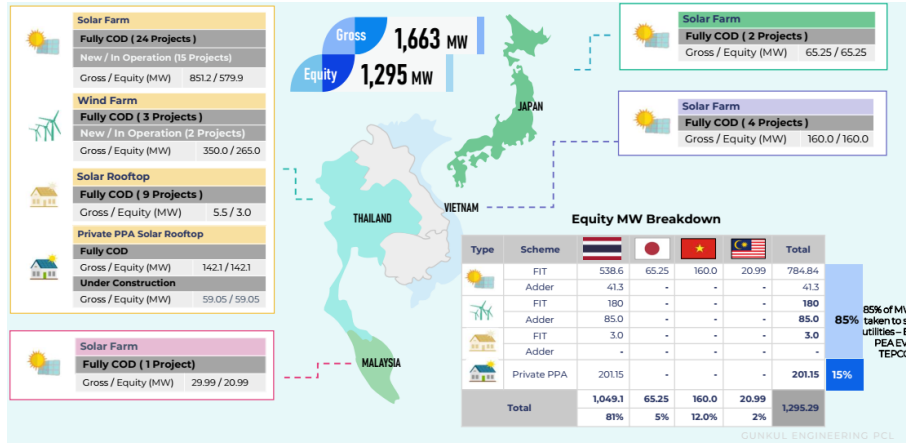 Solar Farm
Fully COD ( 24 Projects )
New / In Operation (15 Projects)
Gross / Equity (MW) 851.2 / 579.9
Wind Farm
Fully COD ( 3 Projects )
New / In Operation (2 Projects)
Gross / Equity (MW) 350.0 / 265.0
Solar Rooftop
Fully COD ( 9 Projects )
Gross / Equity (MW) 5.5 / 3.0
Private PPA Solar Rooftop
Fully COD
Gross / Equity (MW) 142.1 / 142.1
Under Construction
Gross / Equity (MW) 59.05 / 59.05
Solar Farm
Fully COD ( 1 Project)
Gross / Equity (MW) 29.99 / 20.99
Gross 1,663 MW
Equity 1,295 MW
JAPAN
THAILAND
VIETNAM
MALAYSIA
Solar Farm
Fully COD ( 2 Projects )
Gross / Equity (MW) 65.25 / 65.25
Solar Farm
Fully COD ( 4 Projects )
Gross / Equity (MW) 160.0 / 160.0
Equity MW Breakdown
Type Scheme Total
FIT 538.6 65.25 160.0 20.99 784.84
Adder 41.3 - - - 41.3
FIT 180 - - - 180
Adder 85.0 - - - 85.0
FIT 3.0 - - - 3.0
Adder - - - - -
Private PPA 201.15 - - - 201.15
Total 1,049.1 65.25 160.0 20.99 1,295.29
81% 5% 12.0% 2%
85%
15%
85% of MW
taken to s
utilities – E
PEA EV
TEPCO
GUNKUL ENGINEERING PCL